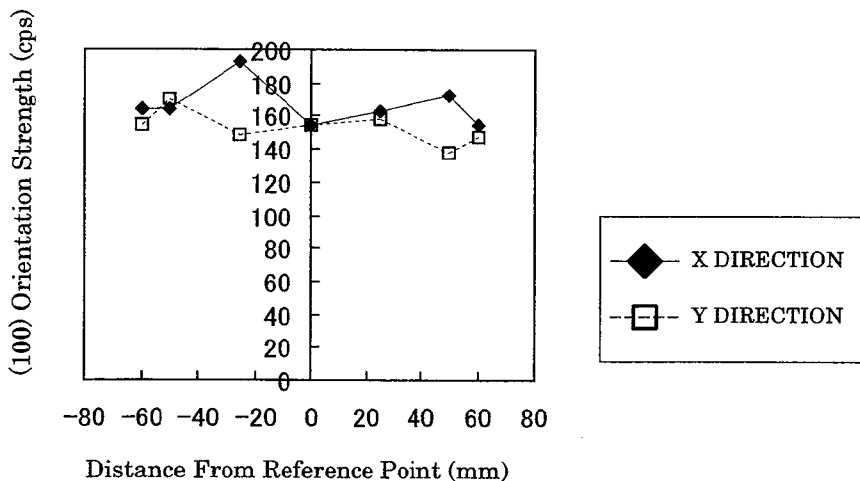 (100) Orientation Strength (cps)
200
180
160
140
120
100
80
60
40
20
0
−80 −60 −40 −20 0 20 40 60 80
Distance From Reference Point (mm)
X DIRECTION
Y DIRECTION